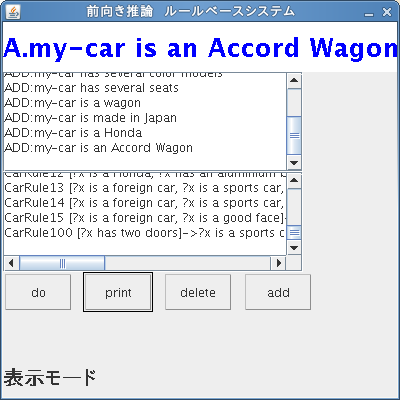 前向き推論 ルールベースシステム
A.my-car is an Accord Wagon
ADD:my-car has several color models
ADD:my-car has several seats
ADD:my-car is a wagon
ADD:my-car is made in Japan
ADD:my-car is a Honda
ADD:my-car is an Accord Wagon
CarRule12 [?x is a Honda, ?x has an aluminium
CarRule13 [?x is a foreign car, ?x is a sports car,
CarRule14 [?x is a foreign car, ?x is a sports car,
CarRule15 [?x is a foreign car, ?x is a good face]-
CarRule100 [?x has two doors]->?x is a sports c
do print delete add
表示モード